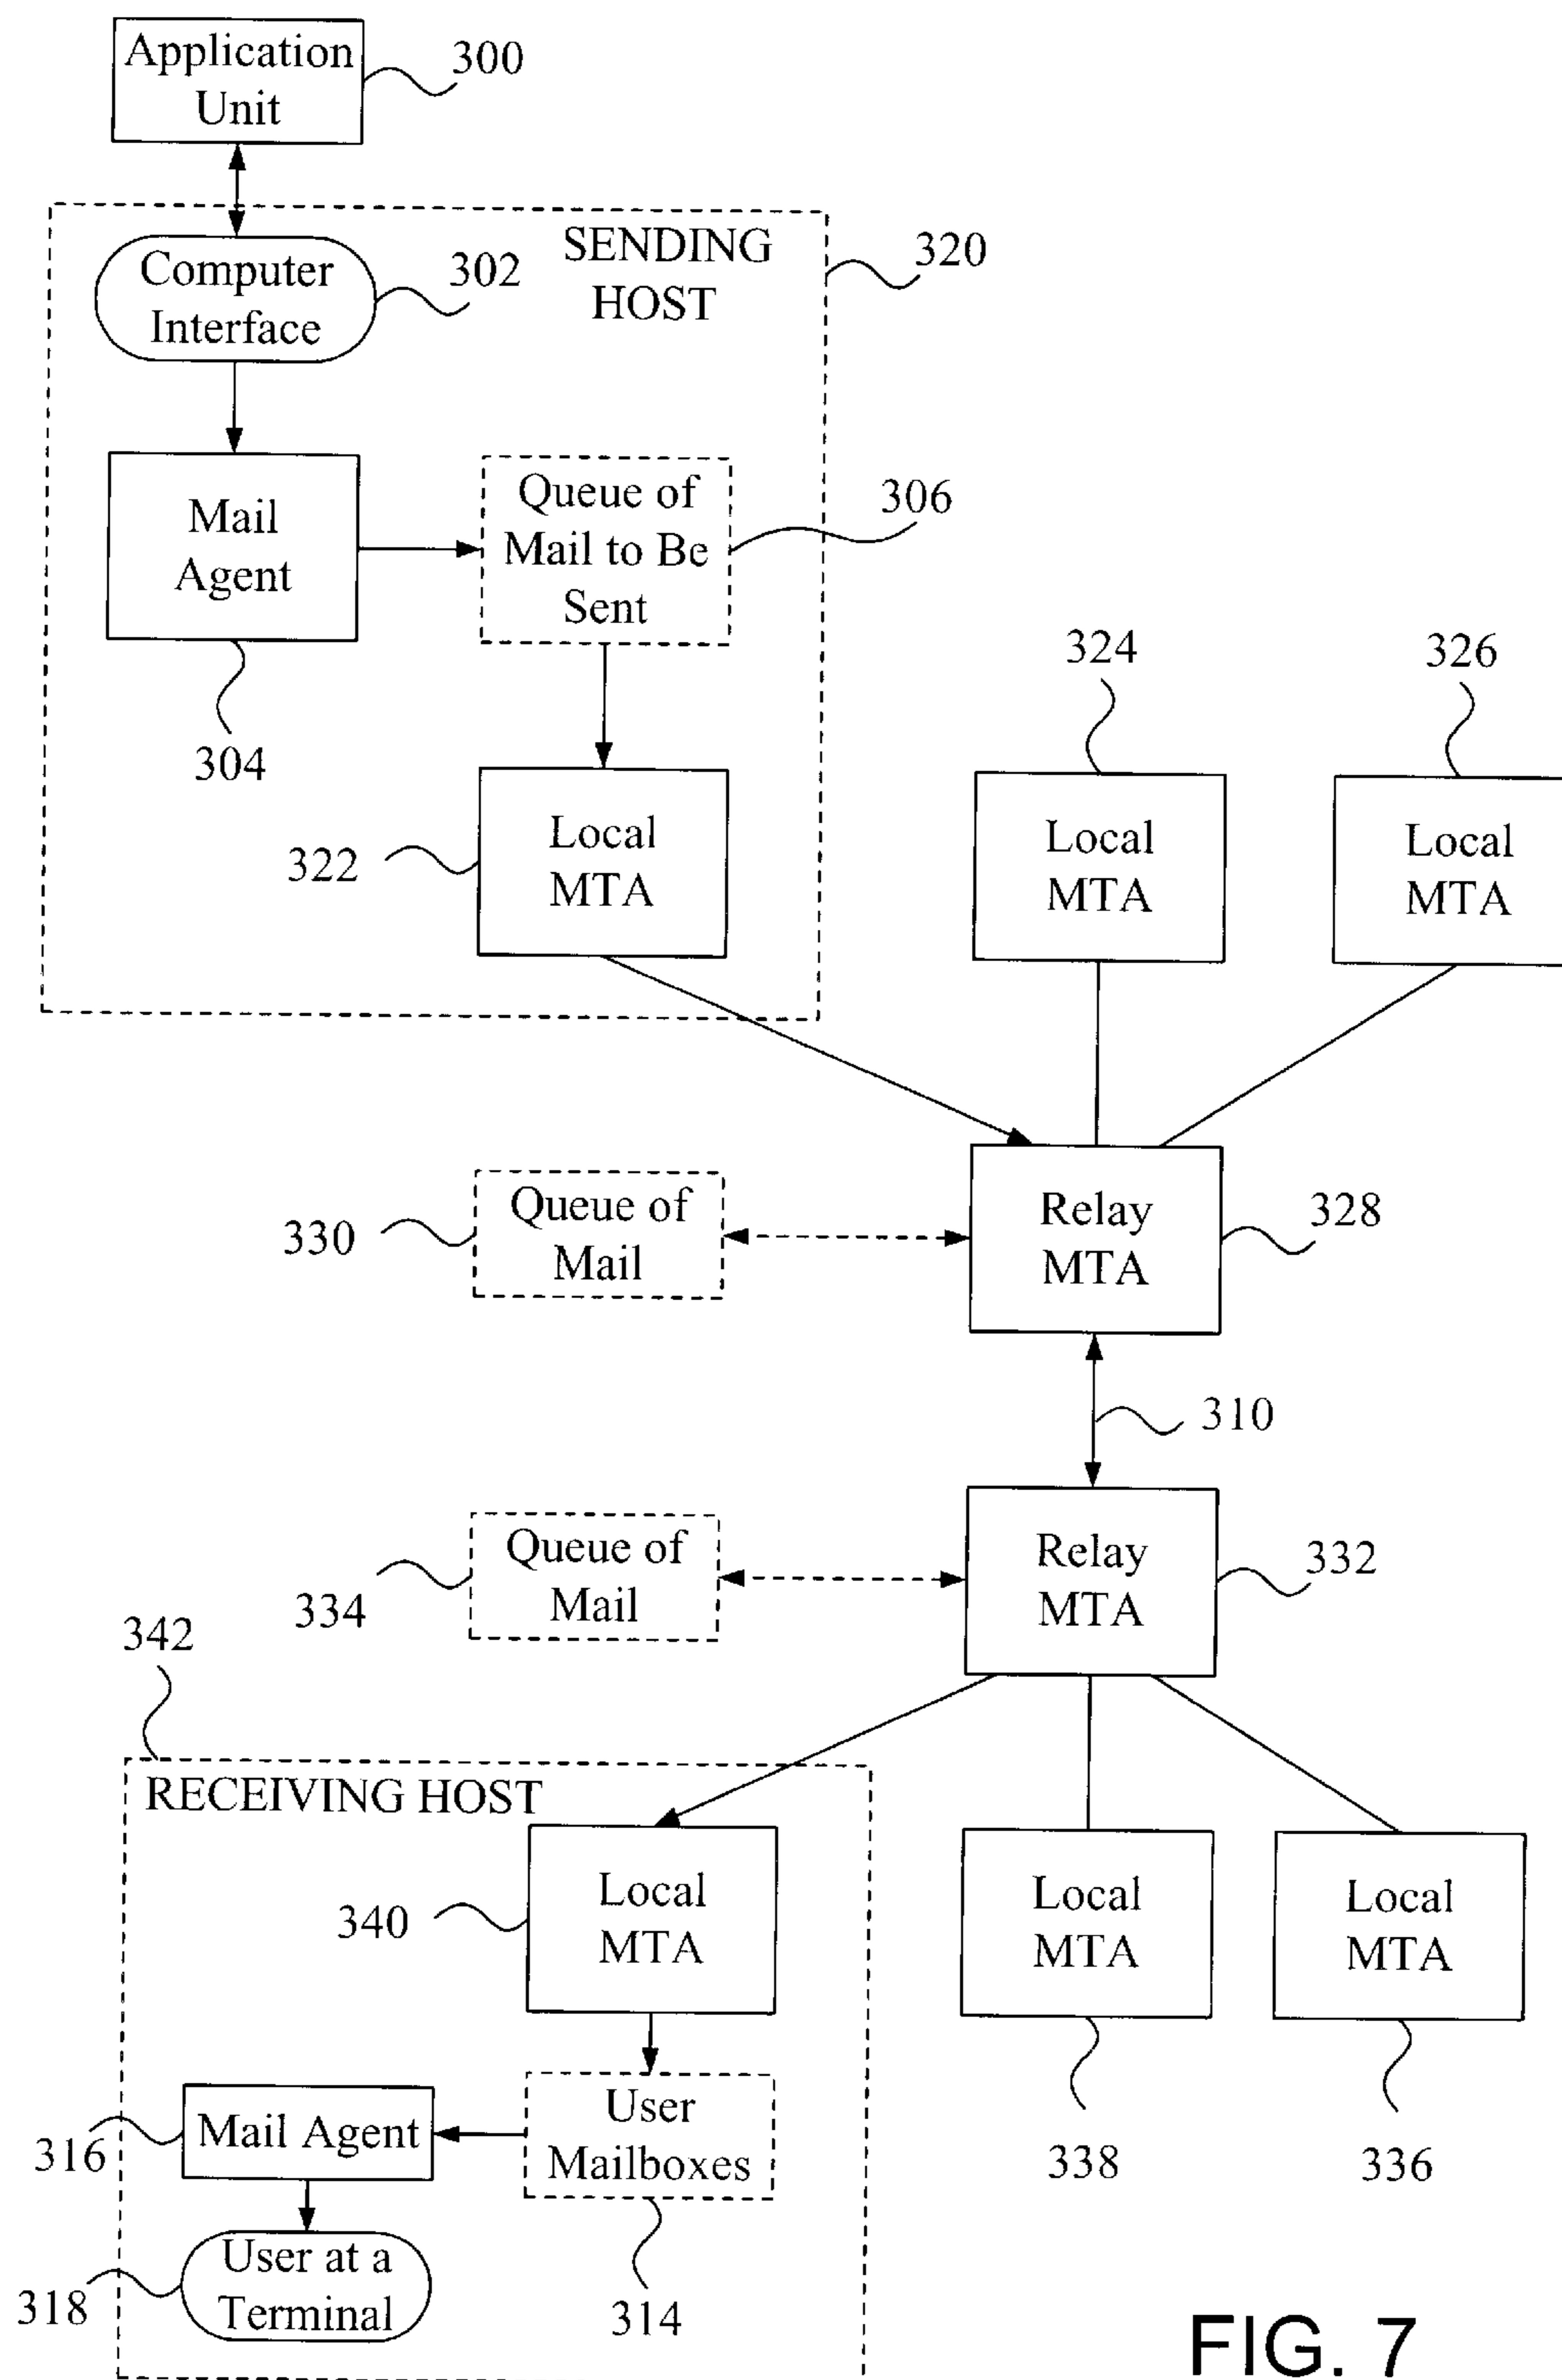 Application
Unit
300
Computer
Interface
302
SENDING
HOST
320
Mail
Agent
304
Queue of
Mail to Be
Sent
306
Local
MTA
322
324
Local
MTA
326
Local
MTA
Relay
MTA
328
Queue of
Mail
330
310
Relay
MTA
332
Queue of
Mail
334
342
RECEIVING HOST
Local
MTA
340
Local
MTA
338
Local
MTA
336
User
Mailboxes
314
Mail Agent
316
User at a
Terminal
318
FIG. 7